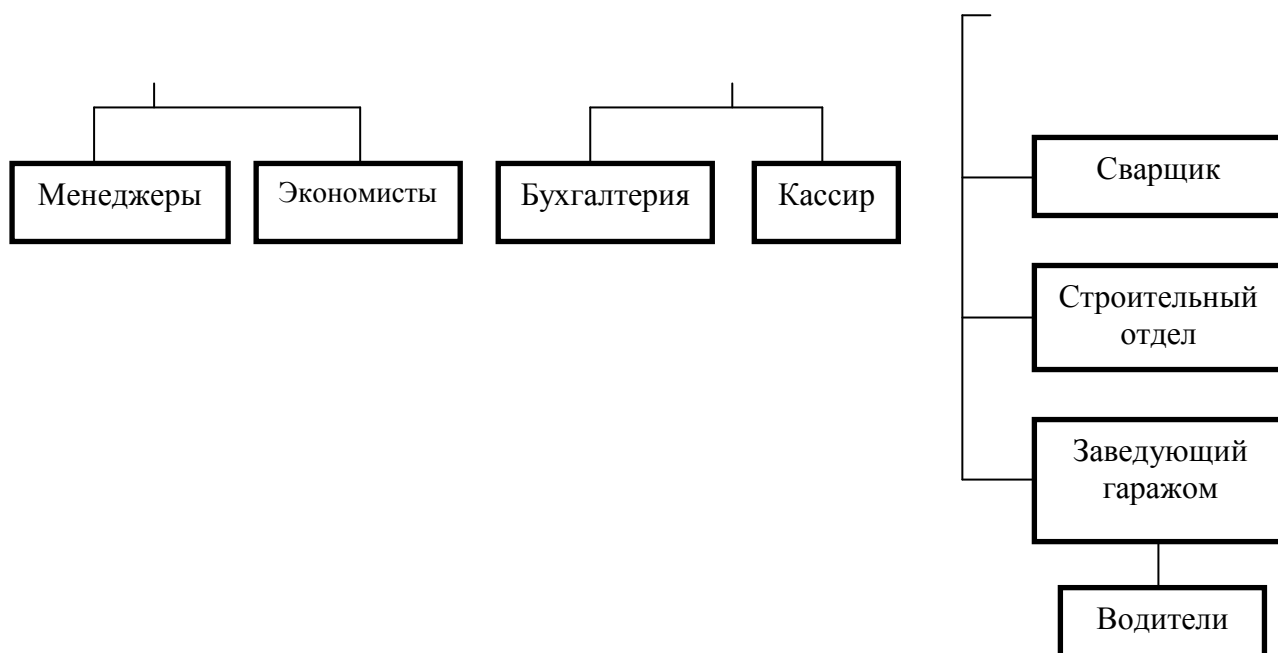 Менеджеры
Экономисты
Бухгалтерия
Кассир
Сварщик
Строительный
отдел
Заведующий
гаражом
Водители